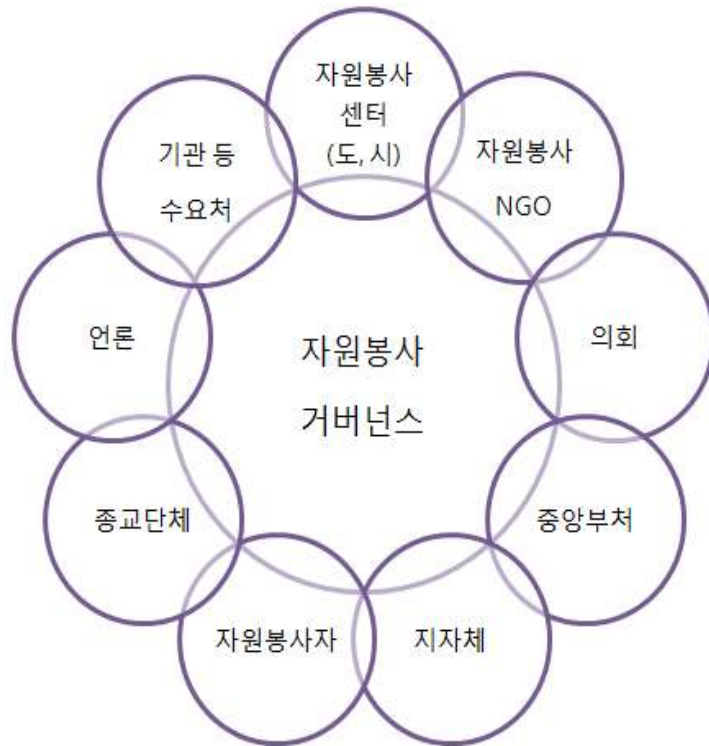 자원봉사
센터
(도, 시)
자원봉사
NGO
의회
중앙부처
지자체
자원봉사자
종교단체
언론
기관 등
수요처
자원봉사
거버넌스